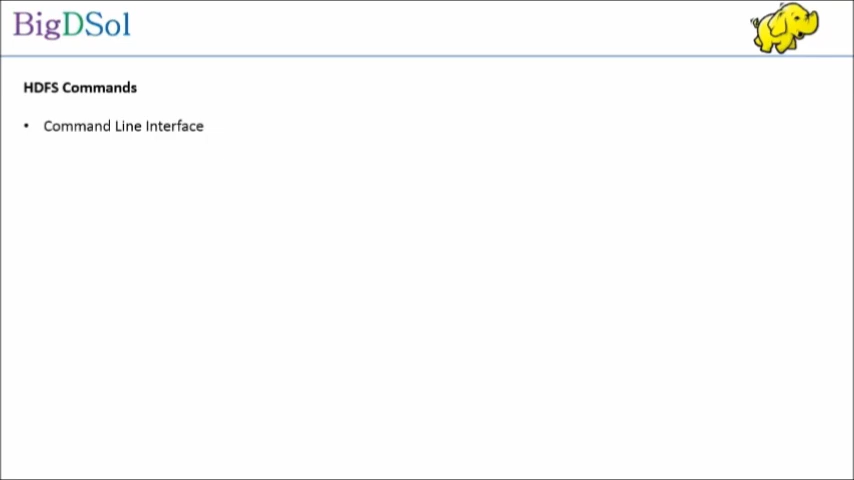 BigDSol
HDFS Commands
• Command Line Interface